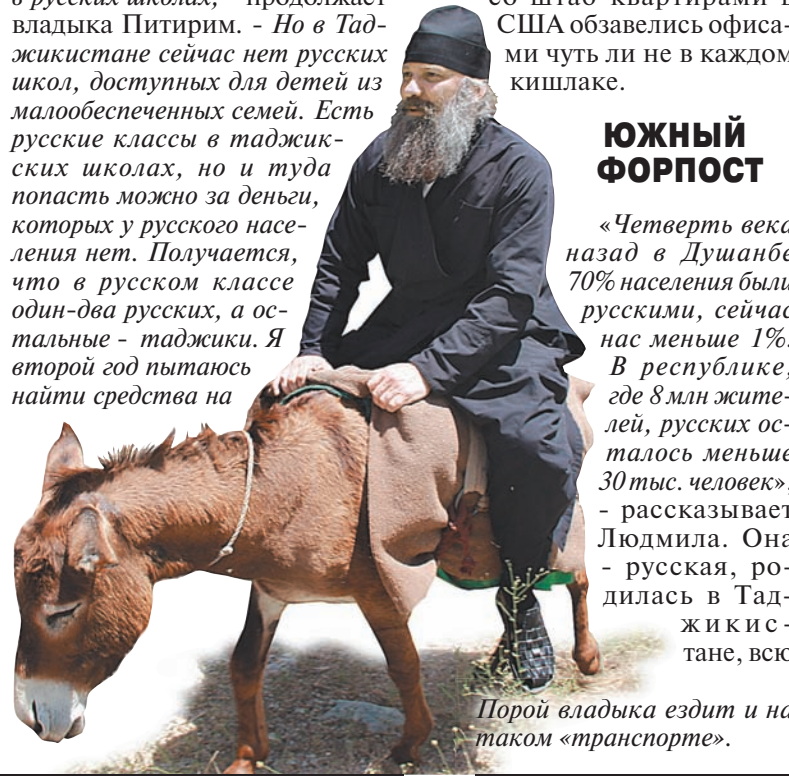 в русских школах, - продолжает
владыка Питирим. - Но в Тад-
жикистане сейчас нет русских
школ, доступных для детей из
малообеспеченных семей. Есть
русские классы в таджик-
ских школах, но и туда
попасть можно за деньги,
которых у русского насе-
ления нет. Получается,
что в русском классе
один-два русских, а ос-
тальные - таджики. Я
второй год пытаюсь
найти средства на
со штаб квартирами в
США обзавелись офиса-
ми чуть ли не в каждом
кишлаке.
ЮЖНЫЙ
ФОРПОСТ
«Четверть века
назад в Душанбе
70% населения были
русскими, сейчас
нас меньше 1%.
В республике,
где 8 млн жите-
лей, русских ос-
талось меньше
30 тыс. человек»,
- рассказывает
Людмила. Она
- русская, ро-
дилась в Тад-
жикис-
тане, всю
Порой владыка ездит и на
таком «транспорте».